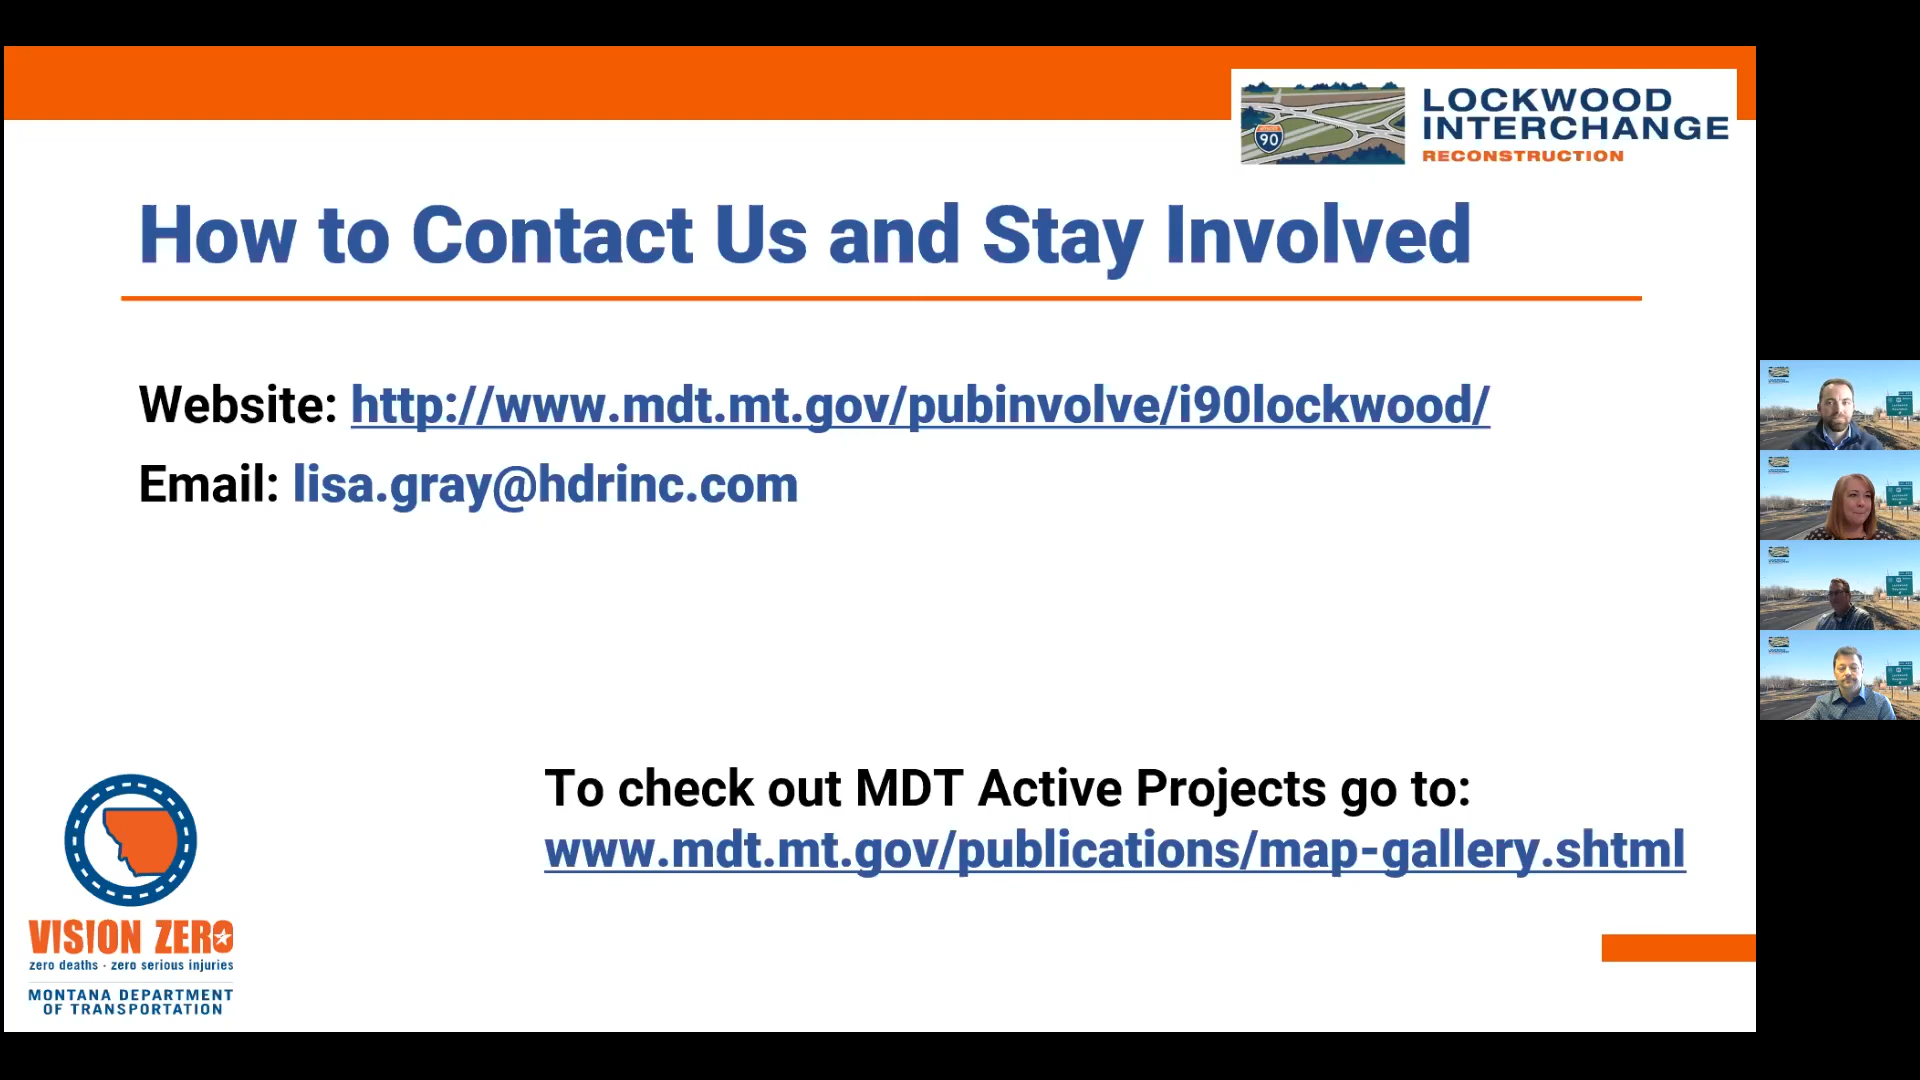 LOCKWOOD
INTERCHANGE
RECONSTRUCTION
90
How to Contact Us and Stay Involved
Website: http://www.mdt.mt.gov/pubinvolve/i90lockwood/
Email: lisa.gray@hdrinc.com
To check out MDT Active Projects go to:
www.mdt.mt.gov/publications/map-gallery.shtml
VISION ZERO
zero deaths · zero serious injuries
MONTANA DEPARTMENT
OF TRANSPORTATION